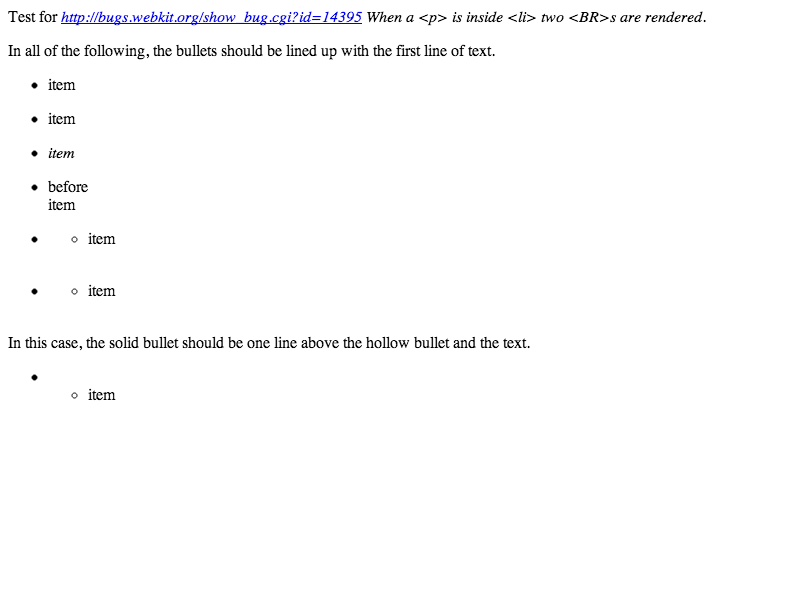 Test for http://bugs.webkit.org/show_bug.cgi?id=14395 When a <p> is inside <li> two <BR>s are rendered.
In all of the following, the bullets should be lined up with the first line of text.
• item
• item
• item
• before
item
• ◦ item
• ◦ item
In this case, the solid bullet should be one line above the hollow bullet and the text.
•
◦ item